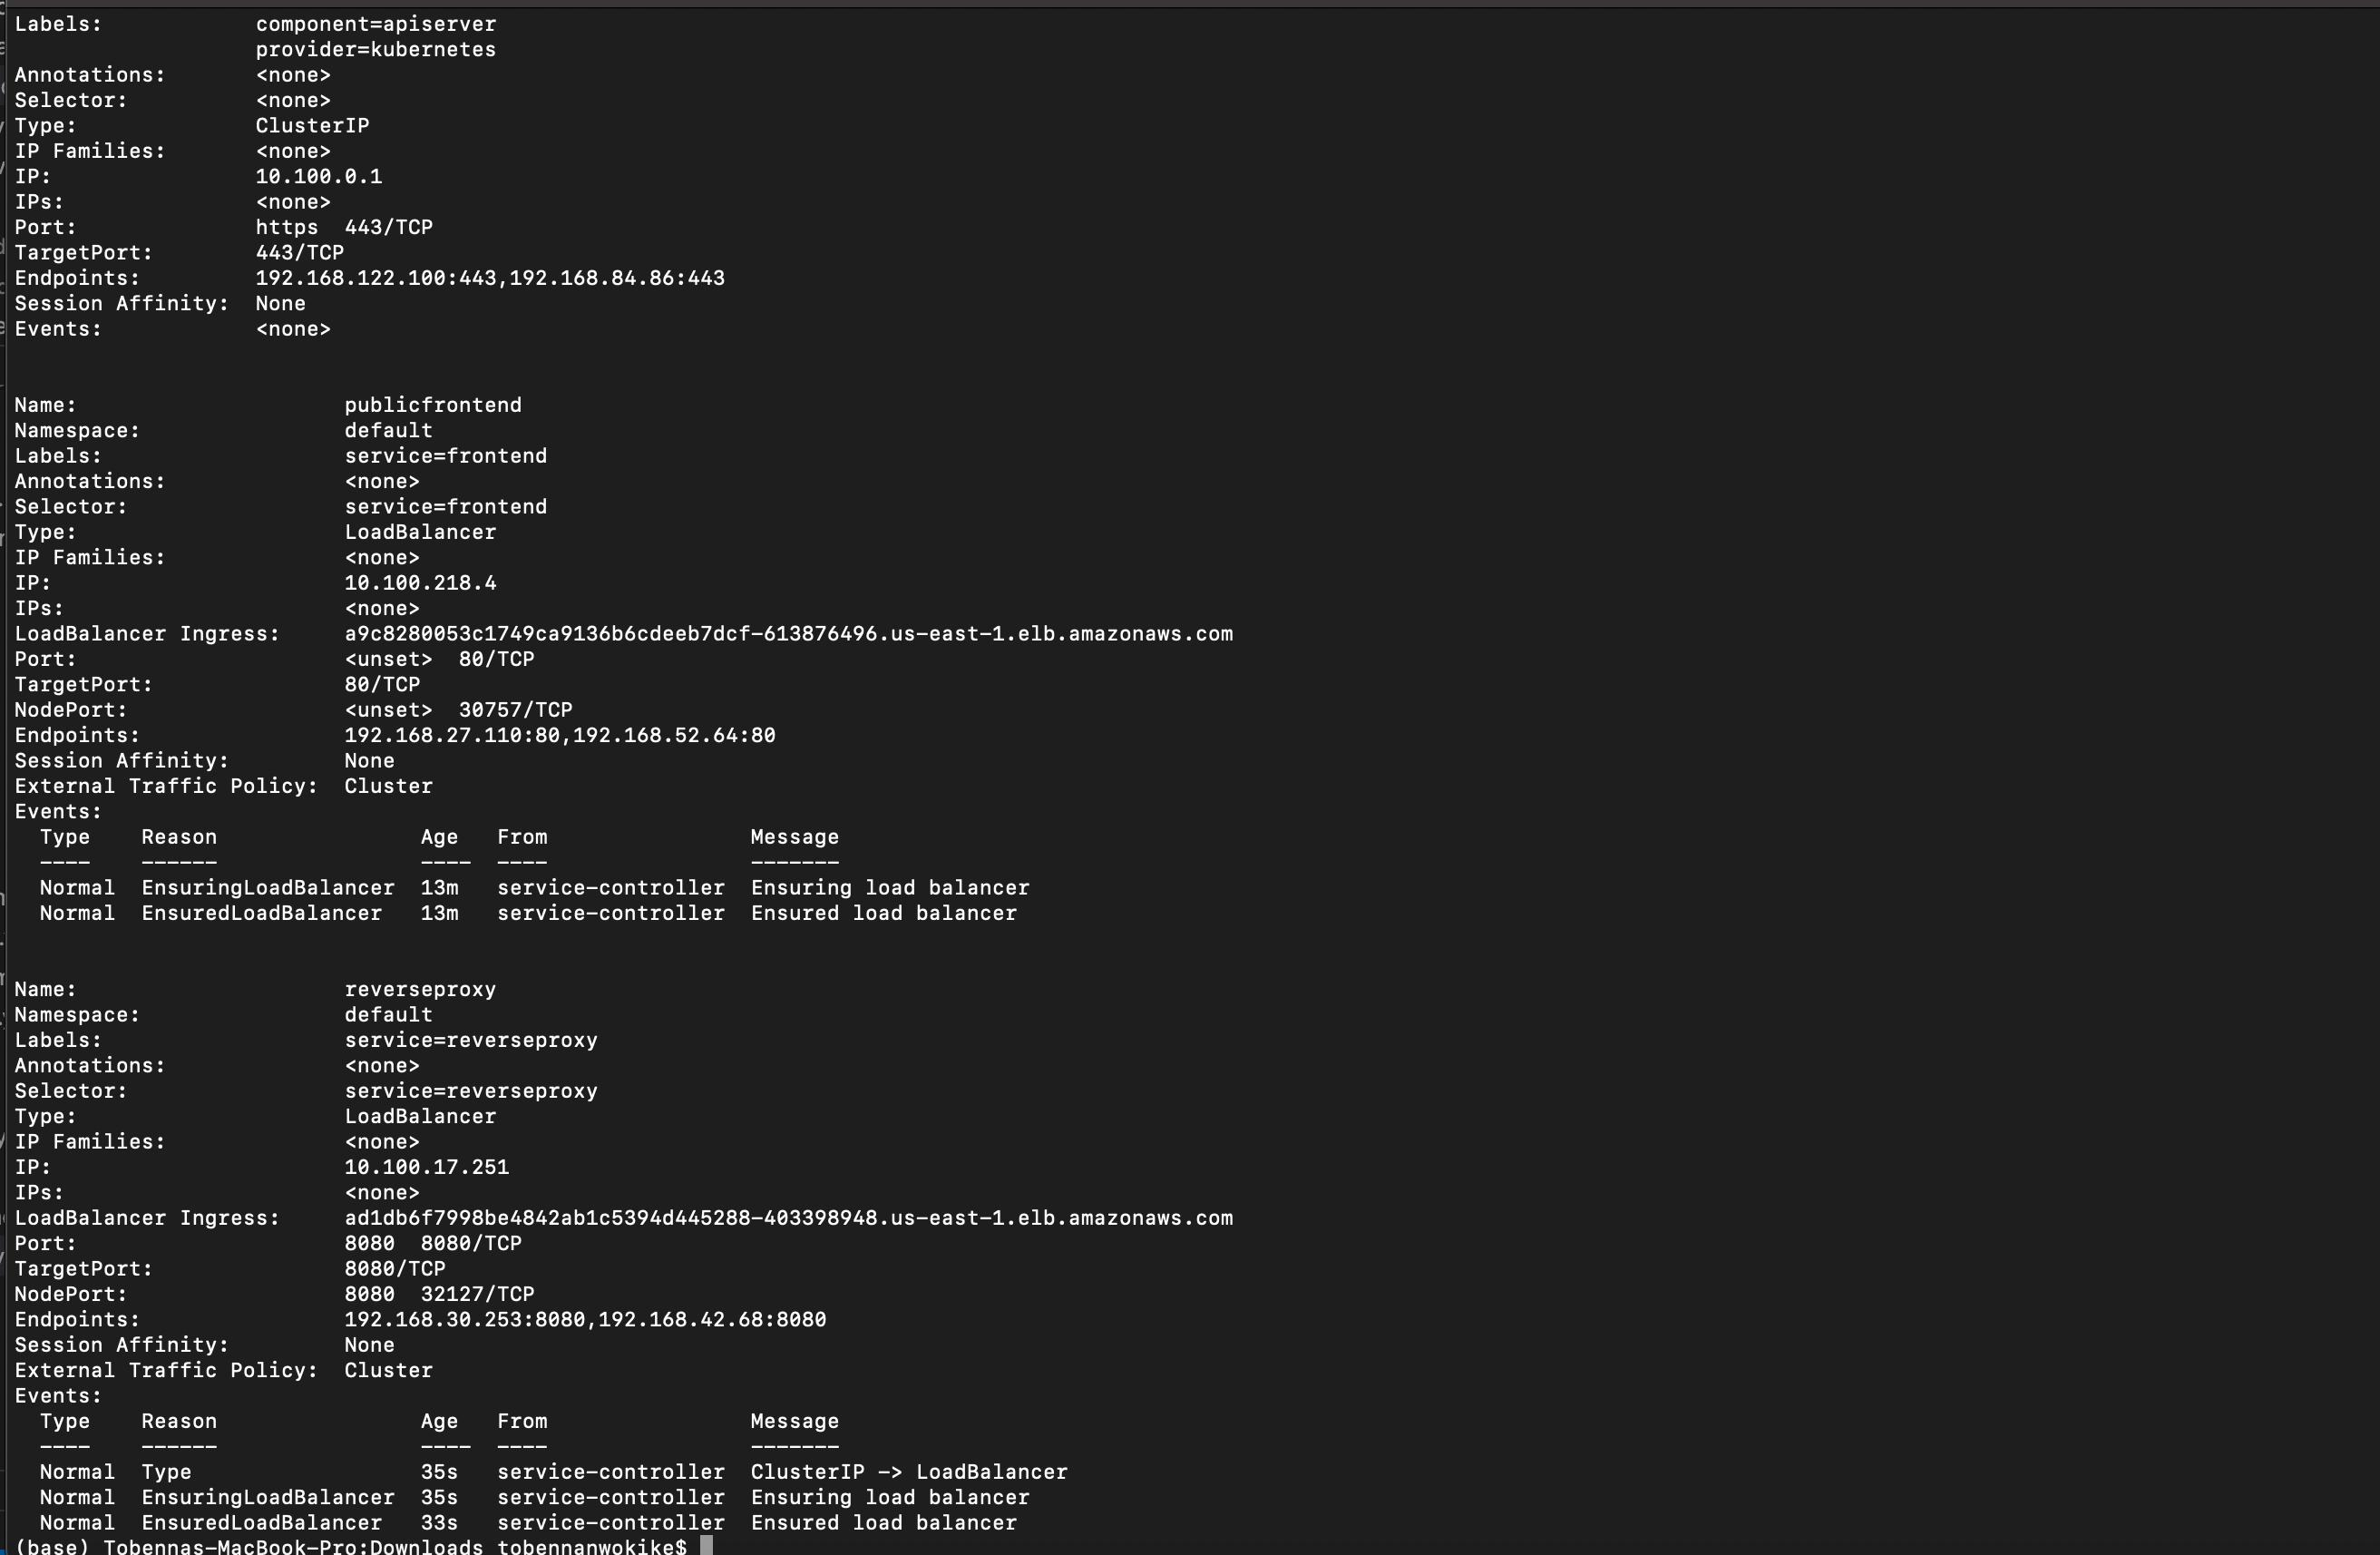 Labels:            component=apiserver
                   provider=kubernetes
Annotations:       <none>
Selector:          <none>
Type:              ClusterIP
IP Families:       <none>
IP:                10.100.0.1
IPs:               <none>
Port:              https  443/TCP
TargetPort:        443/TCP
Endpoints:         192.168.122.100:443,192.168.84.86:443
Session Affinity:  None
Events:            <none>
Name:                     publicfrontend
Namespace:                default
Labels:                   service=frontend
Annotations:              <none>
Selector:                 service=frontend
Type:                     LoadBalancer
IP Families:              <none>
IP:                       10.100.218.4
IPs:                      <none>
LoadBalancer Ingress:     a9c8280053c1749ca9136b6cdeeb7dcf-613876496.us-east-1.elb.amazonaws.com
Port:                     <unset>  80/TCP
TargetPort:               80/TCP
NodePort:                 <unset>  30757/TCP
Endpoints:                192.168.27.110:80,192.168.52.64:80
Session Affinity:         None
External Traffic Policy:  Cluster
Events:
  Type    Reason                Age   From                Message
  ----    ------                ----  ----                -------
  Normal  EnsuringLoadBalancer  13m   service-controller  Ensuring load balancer
  Normal  EnsuredLoadBalancer   13m   service-controller  Ensured load balancer
Name:                     reverseproxy
Namespace:                default
Labels:                   service=reverseproxy
Annotations:              <none>
Selector:                 service=reverseproxy
Type:                     LoadBalancer
IP Families:              <none>
IP:                       10.100.17.251
IPs:                      <none>
LoadBalancer Ingress:     ad1db6f7998be4842ab1c5394d445288-403398948.us-east-1.elb.amazonaws.com
Port:                     8080  8080/TCP
TargetPort:               8080/TCP
NodePort:                 8080  32127/TCP
Endpoints:                192.168.30.253:8080,192.168.42.68:8080
Session Affinity:         None
External Traffic Policy:  Cluster
Events:
  Type    Reason                Age   From                Message
  ----    ------                ----  ----                -------
  Normal  Type                  35s   service-controller  ClusterIP -> LoadBalancer
  Normal  EnsuringLoadBalancer  35s   service-controller  Ensuring load balancer
  Normal  EnsuredLoadBalancer   33s   service-controller  Ensured load balancer
(base) Tobennas-MacBook-Pro:Downloads tobennanwokike$